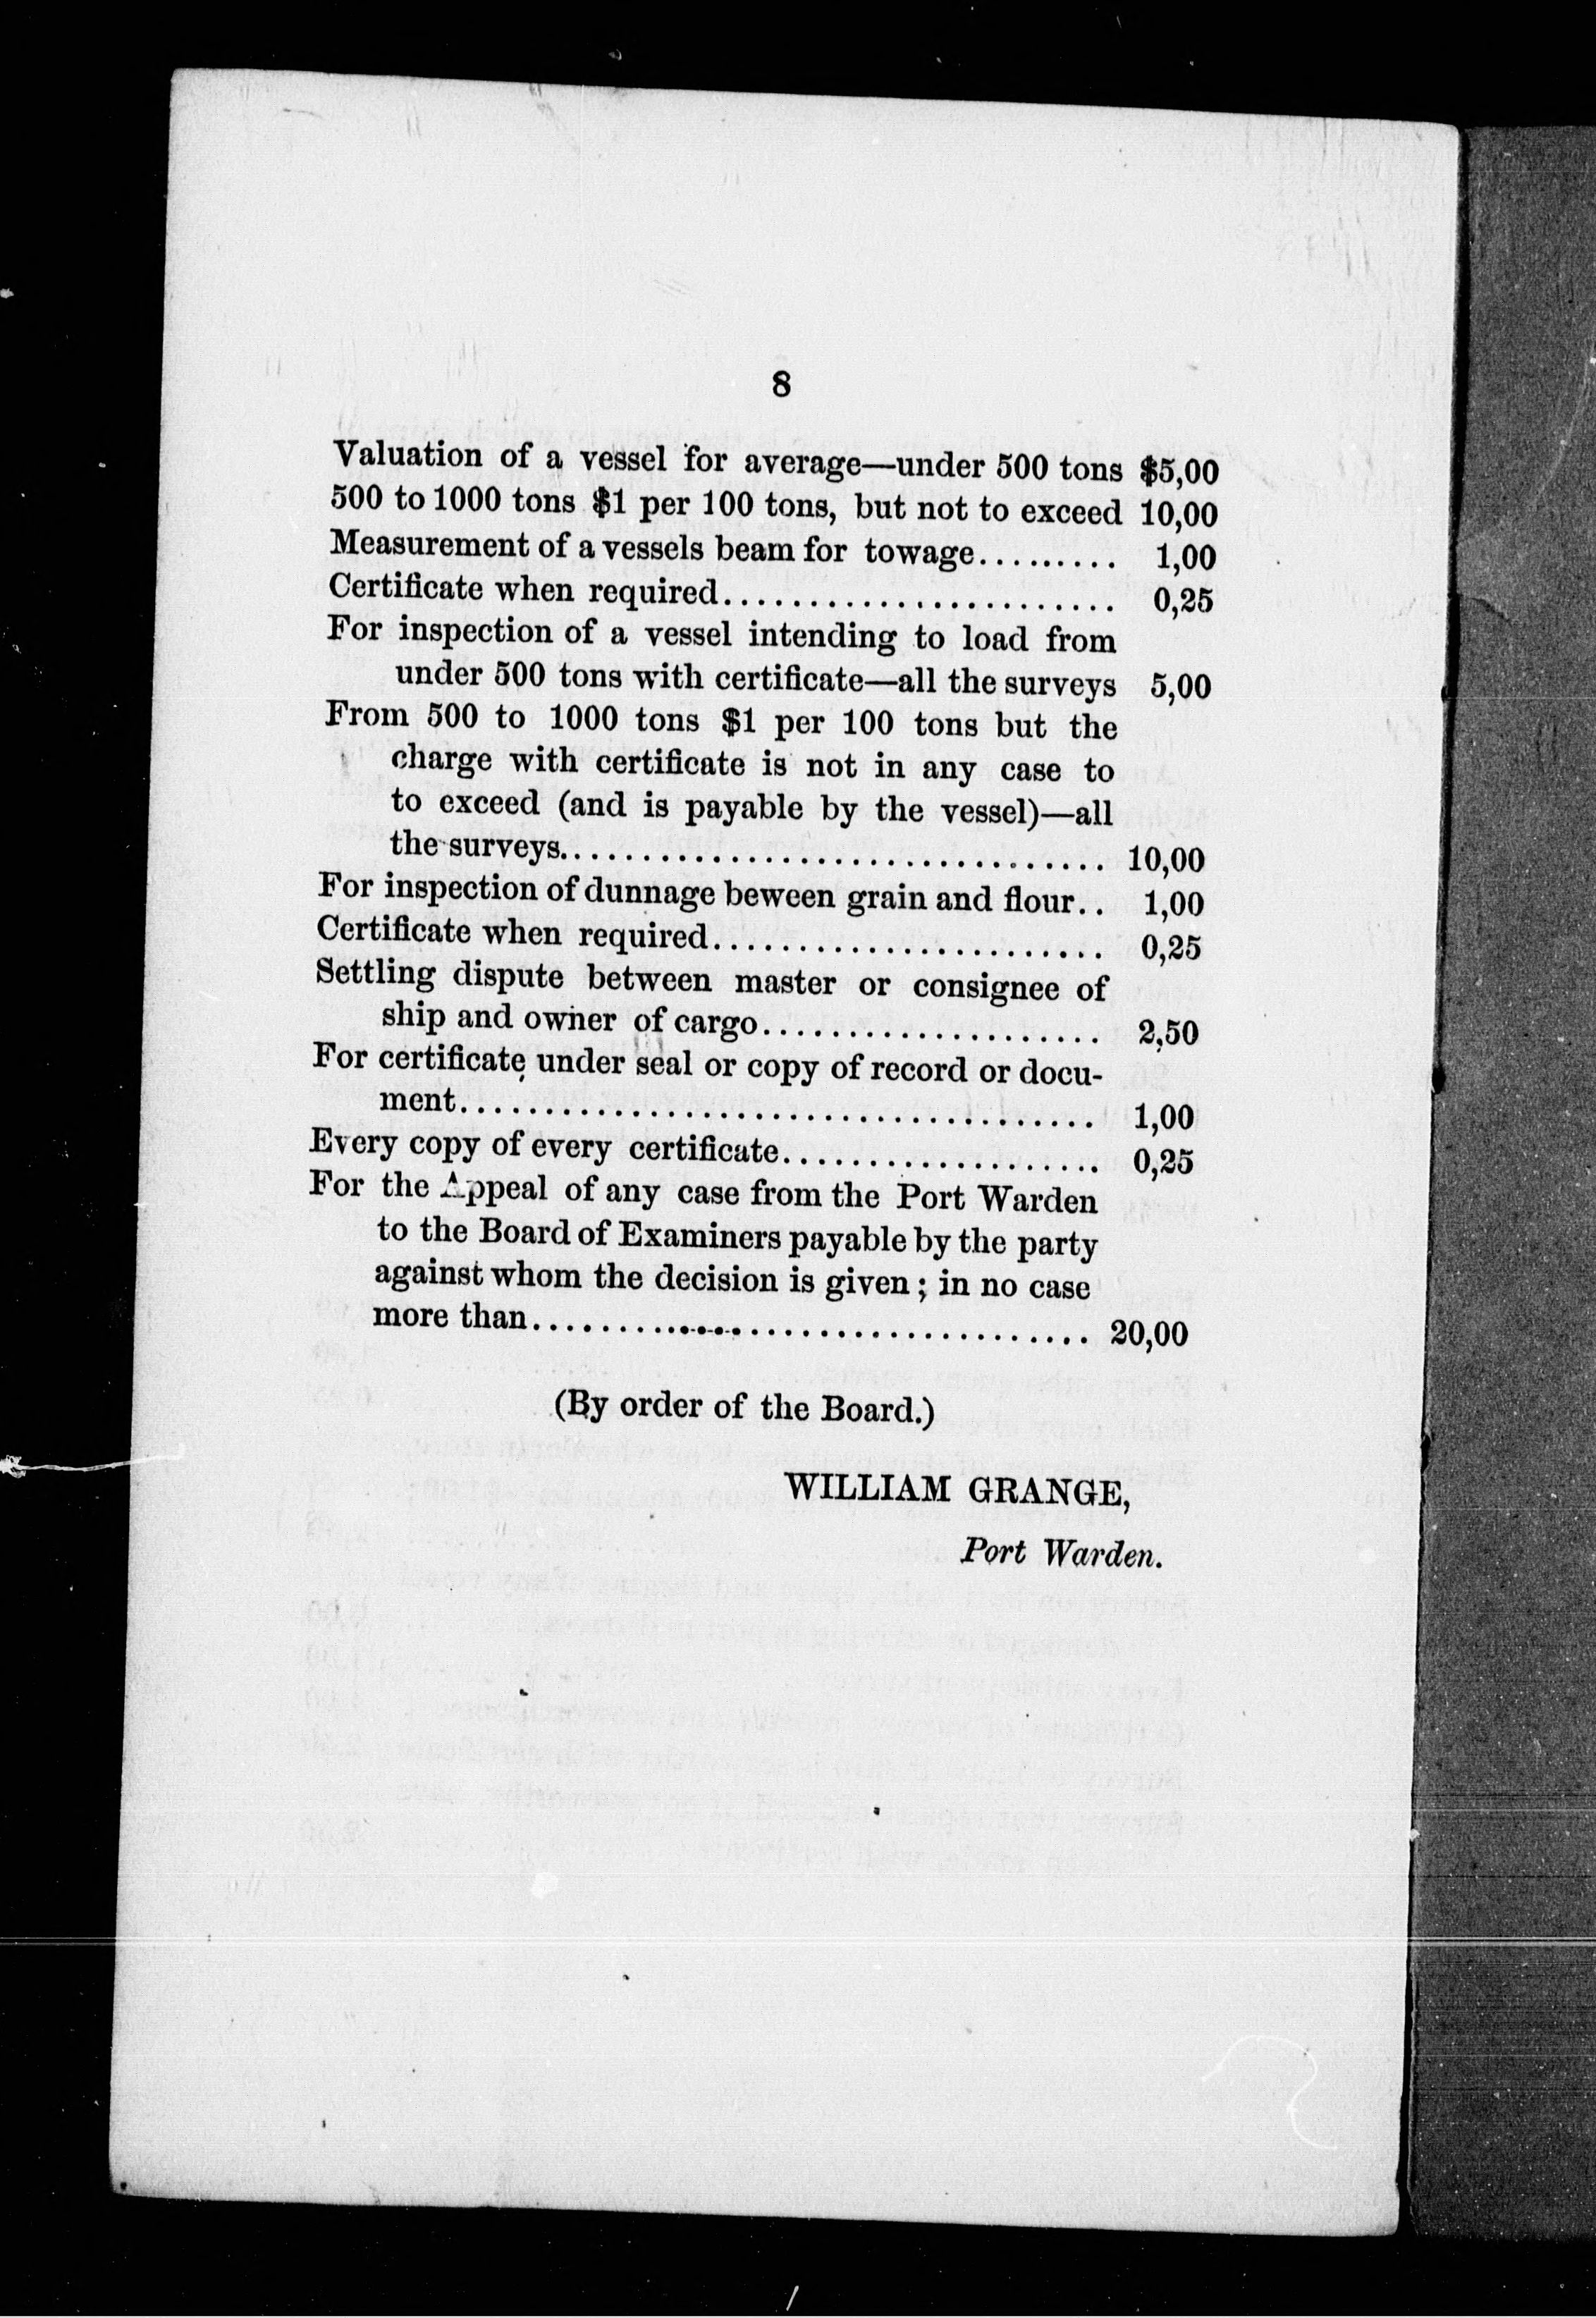 8
Valuation of a vessel for average—under 500 tons $5,00
500 to 1000 tons $1 per 100 tons, but not to exceed 10,00
Measurement of a vessels beam for towage.......... 1,00
Certificate when required....................... 0,25
For inspection of a vessel intending to load from
under 500 tons with certificate—all the surveys 5,00
From 500 to 1000 tons $1 per 100 tons but the
charge with certificate is not in any case to
to exceed (and is payable by the vessel)—all
the surveys................................ 10,00
For inspection of dunnage beween grain and flour.. 1,00
Certificate when required....................... 0,25
Settling dispute between master or consignee of
ship and owner of cargo.................... 2,50
For certificate under seal or copy of record or docu-
ment...................................... 1,00
Every copy of every certificate................... 0,25
For the Appeal of any case from the Port Warden
to the Board of Examiners payable by the party
against whom the decision is given ; in no case
more than.................................. 20,00
(By order of the Board.)
WILLIAM GRANGE,
Port Warden.